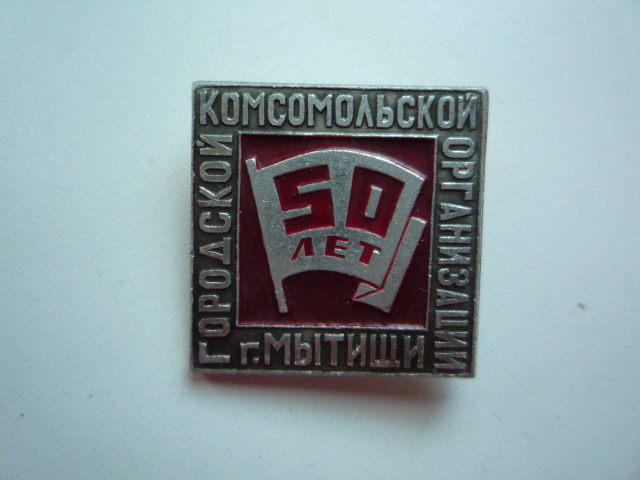 ГОРОДСКОЙ
КОМСОМОЛЬСКОЙ
ОРГАНИЗАЦИИ
50
ЛЕТ
г. МЫТИЩИ